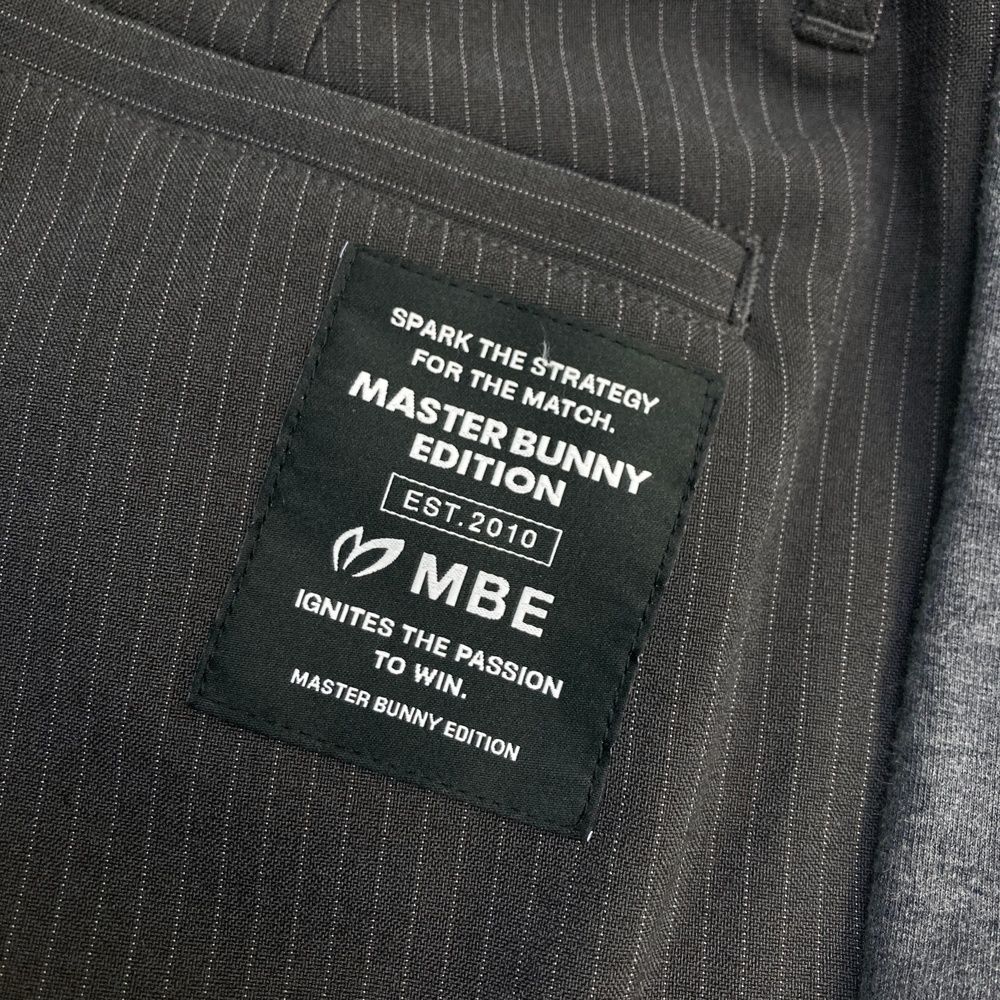 SPARK THE STRATEGY
FOR THE MATCH.
MASTER BUNNY
EDITION
EST.2010
MBE
IGNITES THE PASSION
TO WIN.
MASTER BUNNY EDITION